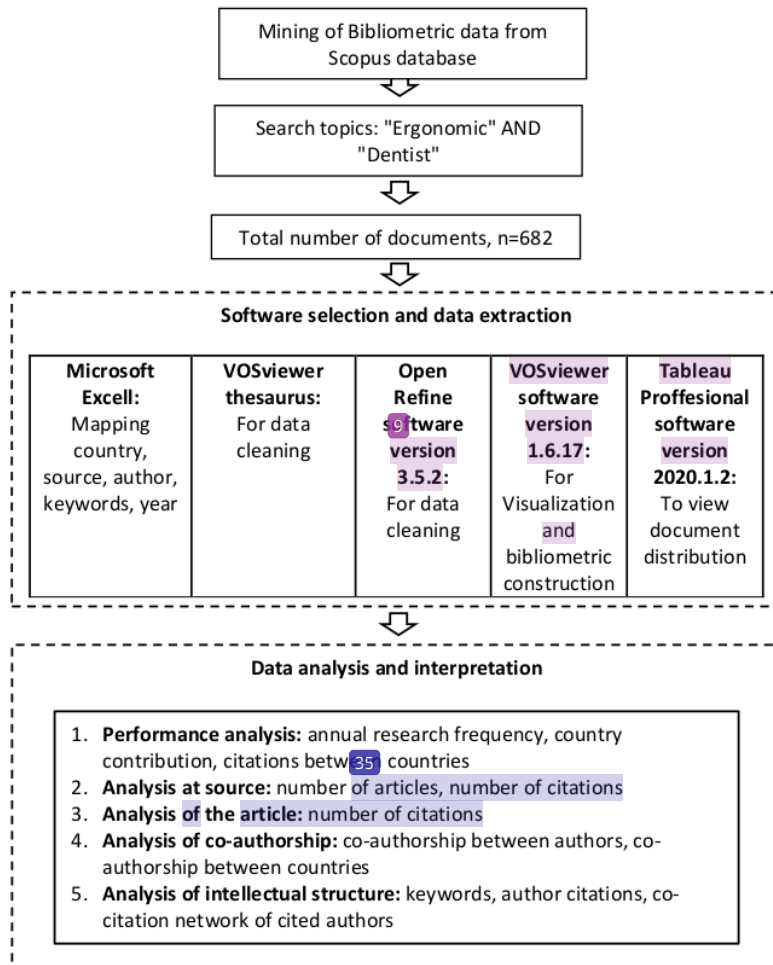 Mining of Bibliometric data from
Scopus database
Search topics: "Ergonomic" AND
"Dentist"
Total number of documents, n=682
Software selection and data extraction
Microsoft
Excell:
Mapping
country,
source, author,
keywords, year
VOSviewer
thesaurus:
For data
cleaning
Open
Refine
software
9
version
3.5.2:
For data
cleaning
VOSviewer
software
version
1.6.17:
For
Visualization
and
bibliometric
construction
Tableau
Proffesional
software
version
2020.1.2:
To view
document
distribution
Data analysis and interpretation
1. Performance analysis: annual research frequency, country
contribution, citations between countries
35
2. Analysis at source: number of articles, number of citations
3. Analysis of the article: number of citations
4. Analysis of co-authorship: co-authorship between authors, co-
authorship between countries
5. Analysis of intellectual structure: keywords, author citations, co-
citation network of cited authors